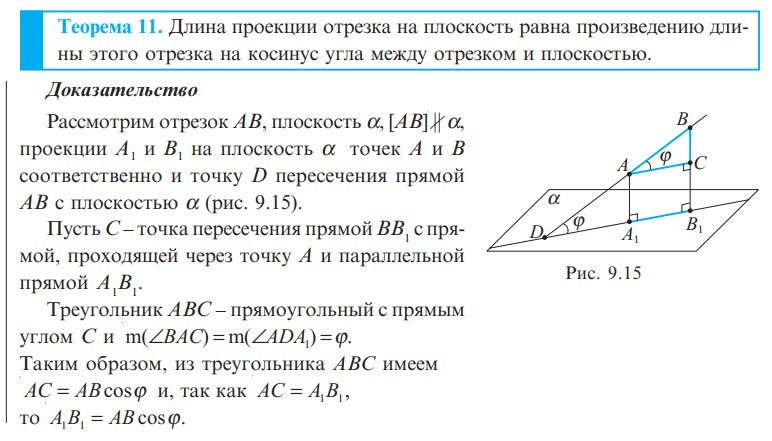 Теорема 11. Длина проекции отрезка на плоскость равна произведению дли-
ны этого отрезка на косинус угла между отрезком и плоскостью.
Доказательство
Рассмотрим отрезок AB, плоскость α, [AB]∦α,
проекции A₁ и B₁ на плоскость α точек A и B
соответственно и точку D пересечения прямой
AB с плоскостью α (рис. 9.15).
Пусть C – точка пересечения прямой BB₁ с пря-
мой, проходящей через точку A и параллельной
прямой A₁B₁.
Треугольник ABC – прямоугольный с прямым
углом C и m(∠BAC)=m(∠ADA₁)=φ.
Таким образом, из треугольника ABC имеем
AC = AB cosφ и, так как AC = A₁B₁,
то A₁B₁ = AB cosφ.
B
φ
A
C
α
φ
D
A₁
B₁
Рис. 9.15